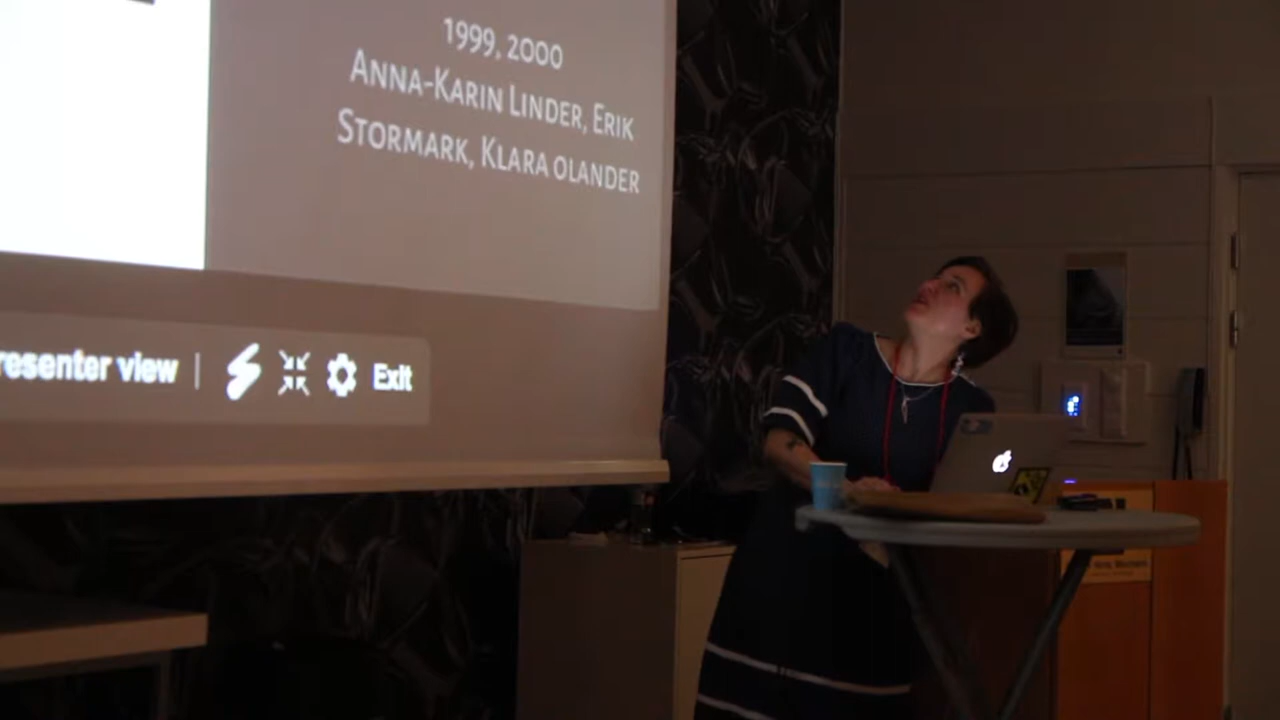 1999, 2000
ANNA-KARIN LINDER, ERIK
STORMARK, KLARA OLANDER
resenter view | Exit